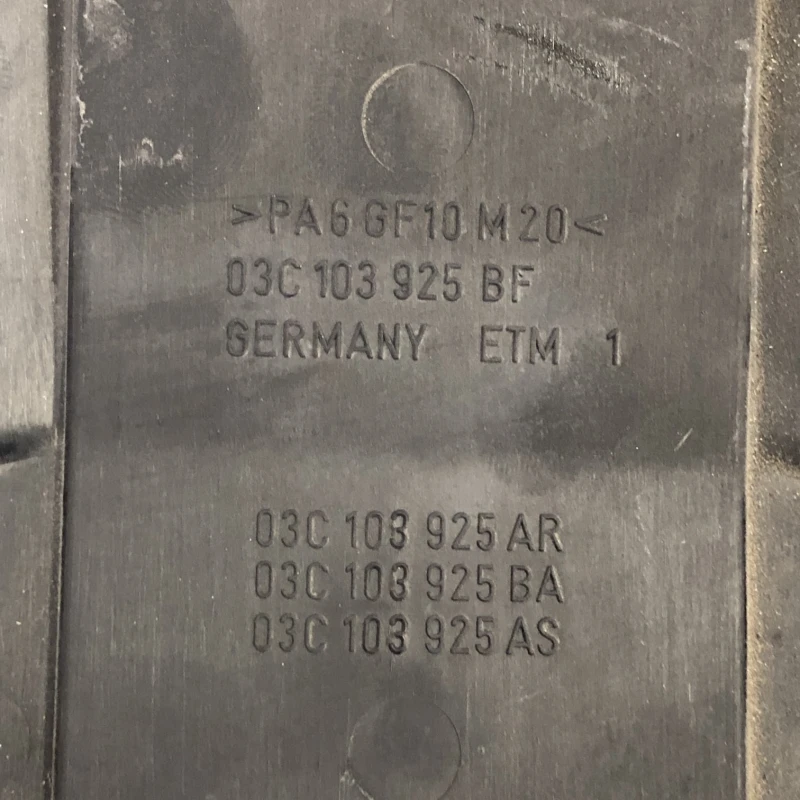 >PA6 GF10 M20<
03C 103 925 BF
GERMANY ETM 1
03C 103 925 AR
03C 103 925 BA
03C 103 925 AS